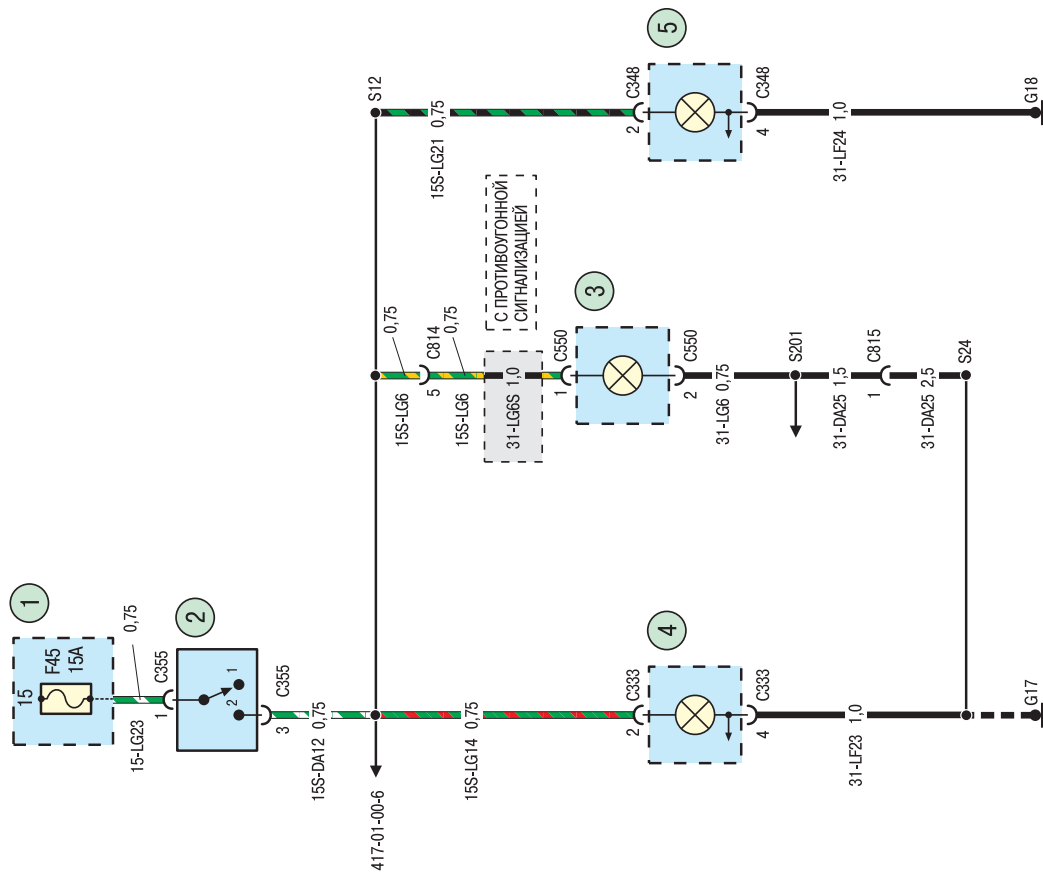 1
15
F45
15A
0,75
15-LG23
1
C355
2
1
2
3
C355
15S-DA12 0,75
417-01-00-6
15S-LG14 0,75
2
C333
4
4
C333
31-LF23 1,0
G17
S12
0,75
15S-LG6
5
C814
0,75
15S-LG6
31-LG6S 1,0
С ПРОТИВОУГОННОЙ
СИГНАЛИЗАЦИЕЙ
1
C550
3
2
C550
31-LG6 0,75
S201
31-DA25 1,5
1
C815
31-DA25 2,5
S24
15S-LG21 0,75
2
C348
5
4
C348
31-LF24 1,0
G18